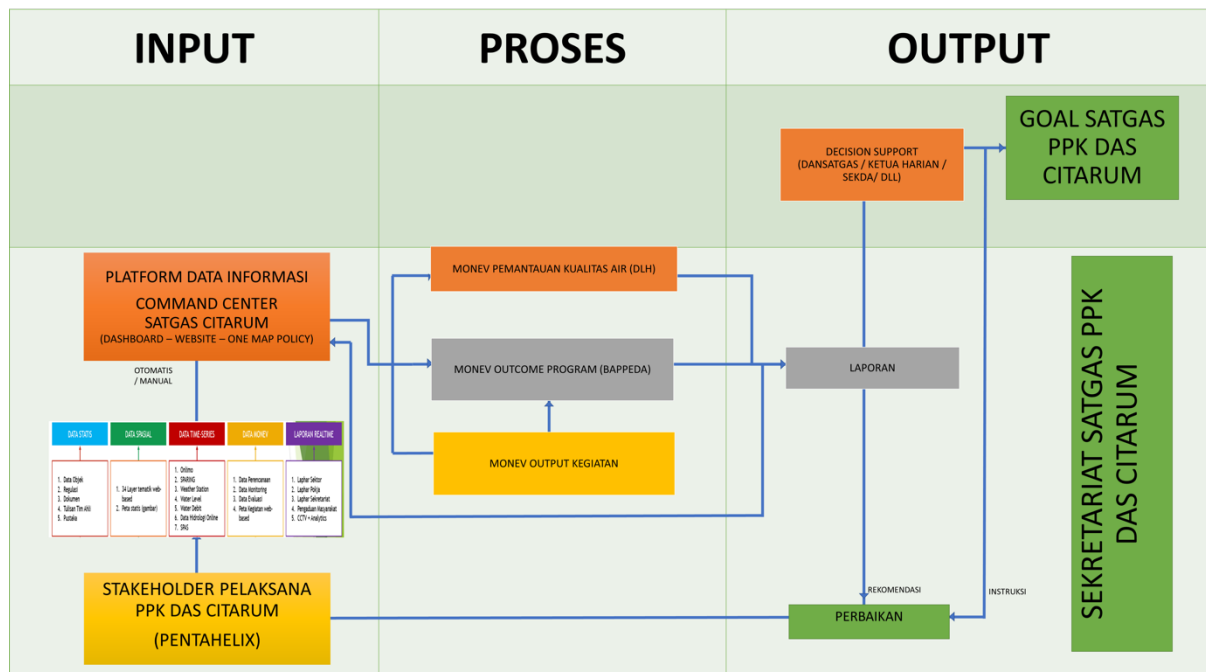 INPUT
PROSES
OUTPUT
GOAL SATGAS
PPK DAS
CITARUM
DECISION SUPPORT
(DANSATGAS / KETUA HARIAN /
SEKDA/ DLL)
PLATFORM DATA INFORMASI
COMMAND CENTER
SATGAS CITARUM
(DASHBOARD – WEBSITE – ONE MAP POLICY)
MONEV PEMANTAUAN KUALITAS AIR (DLH)
MONEV OUTCOME PROGRAM (BAPPEDA)
MONEV OUTPUT KEGIATAN
LAPORAN
SEKRETARIAT SATGAS PPK
DAS CITARUM
OTOMATIS
/ MANUAL
DATA STATIS
1. Data Objek
2. Regulasi
3. Dokumen
4. Tulisan Tim Ahli
5. Pustaka
DATA SPASIAL
1. 34 Layer tematik web-
based
2. Peta statis (gambar)
DATA TIME-SERIES
1. Onlimo
2. SPARING
3. Weather Station
4. Water Level
5. Water Debit
6. Data Hidrologi Online
7. SPAS
DATA MONEV
1. Data Perencanaan
2. Data Monitoring
3. Data Evaluasi
4. Peta Kegiatan web-
based
LAPORAN REALTIME
1. Laphar Sektor
2. Laphar Pokja
3. Laphar Sekretariat
4. Pengaduan Masyarakat
5. CCTV + Analytics
STAKEHOLDER PELAKSANA
PPK DAS CITARUM
(PENTAHELIX)
REKOMENDASI
INSTRUKSI
PERBAIKAN